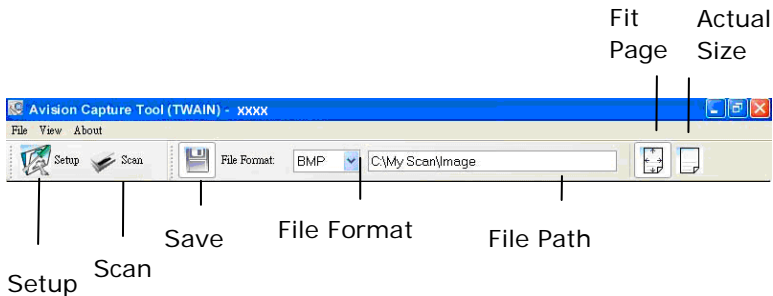 Fit Page
Actual Size
Avision Capture Tool (TWAIN) - xxxx
File View About
Setup Scan File Format: BMP C:\My Scan\Image
Save
File Format
File Path
Scan
Setup